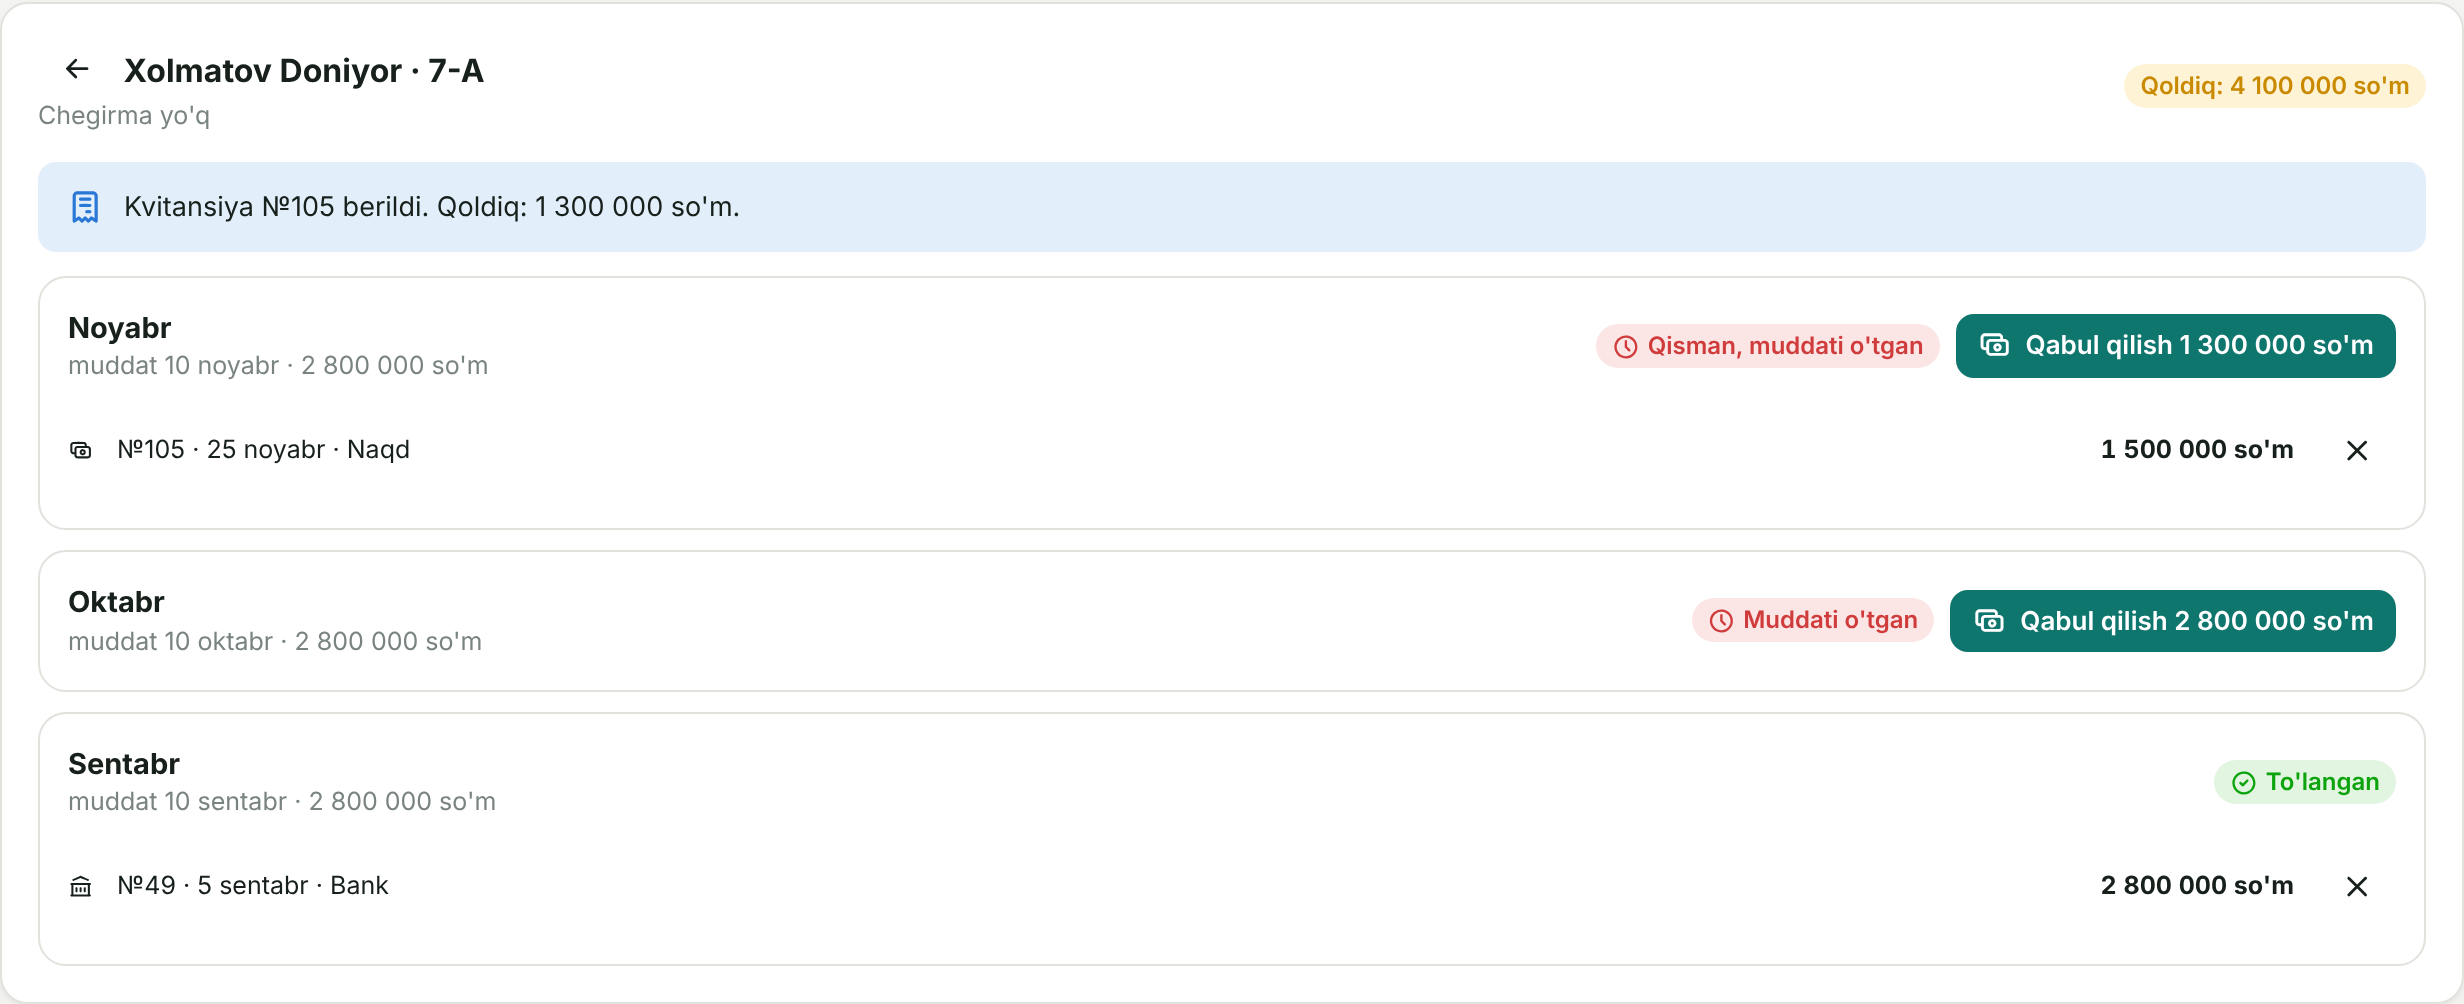 Xolmatov Doniyor · 7-A
Chegirma yo'q
Qoldiq: 4 100 000 so'm
Kvitansiya №105 berildi. Qoldiq: 1 300 000 so'm.
Noyabr
muddat 10 noyabr · 2 800 000 so'm
Qisman, muddati o'tgan
Qabul qilish 1 300 000 so'm
№105 · 25 noyabr · Naqd
1 500 000 so'm
Oktabr
muddat 10 oktabr · 2 800 000 so'm
Muddati o'tgan
Qabul qilish 2 800 000 so'm
Sentabr
muddat 10 sentabr · 2 800 000 so'm
To'langan
№49 · 5 sentabr · Bank
2 800 000 so'm